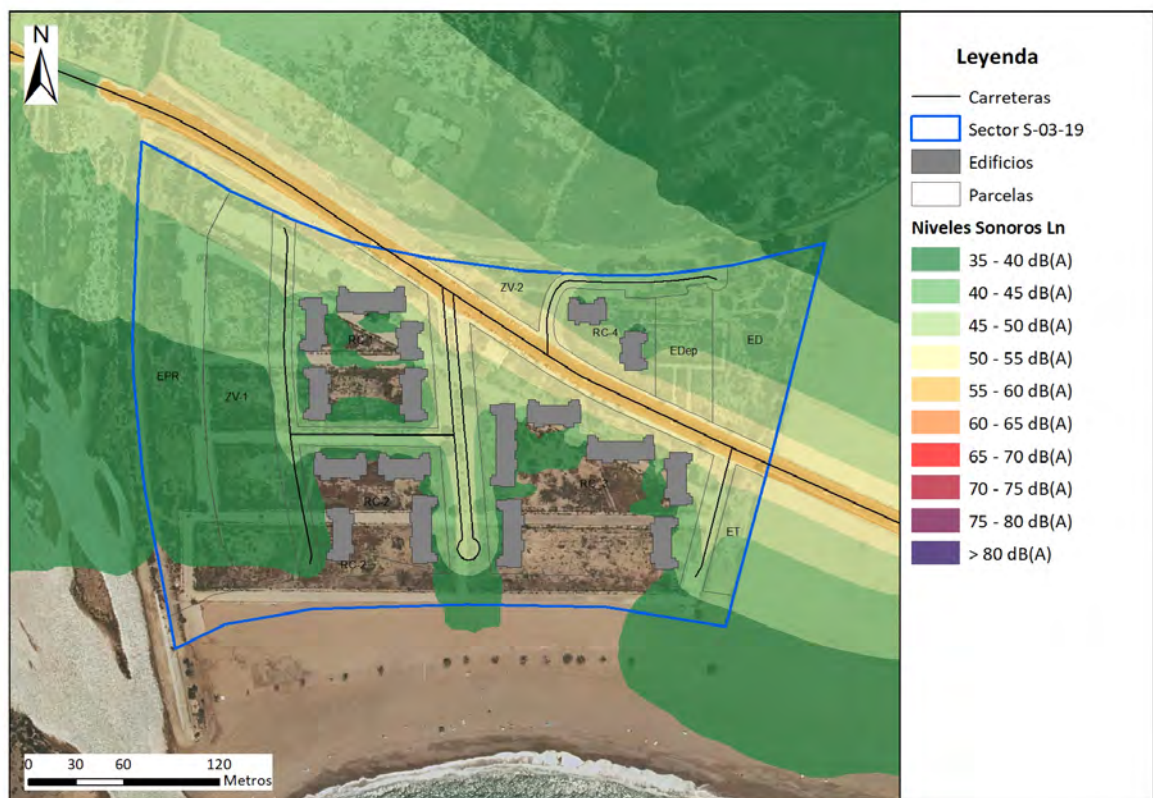 N
ZV-2
RC-4
EDep
ED
EPR
ZV-1
RC-2
RC-2
ET
0 30 60 120
Metros
Leyenda
Carreteras
Sector S-03-19
Edificios
Parcelas
Niveles Sonoros Ln
35 - 40 dB(A)
40 - 45 dB(A)
45 - 50 dB(A)
50 - 55 dB(A)
55 - 60 dB(A)
60 - 65 dB(A)
65 - 70 dB(A)
70 - 75 dB(A)
75 - 80 dB(A)
> 80 dB(A)